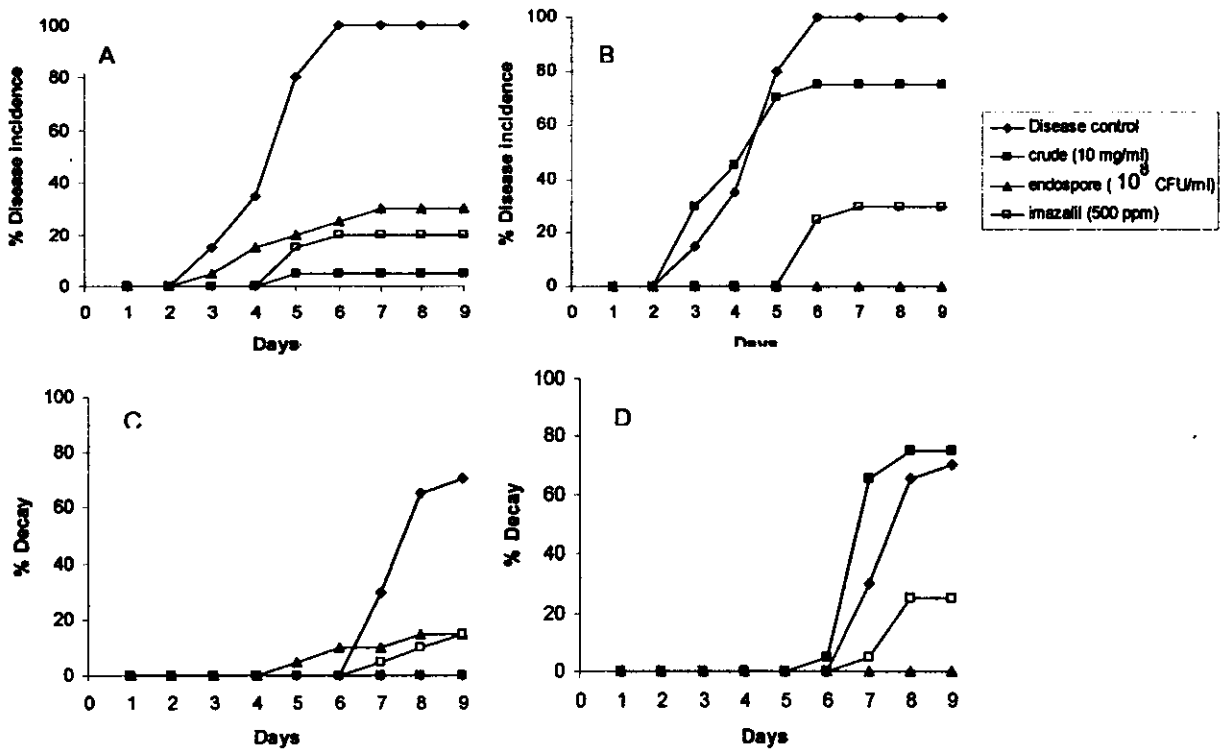 A
% Disease incidence
100
80
60
40
20
0
0 1 2 3 4 5 6 7 8 9
Days
B
% Disease incidence
100
80
60
40
20
0
0 1 2 3 4 5 6 7 8 9
Days
Disease control
crude (10 mg/ml)
endospore ( 10^8 CFU/ml)
imazalil (500 ppm)
C
% Decay
100
80
60
40
20
0
0 1 2 3 4 5 6 7 8 9
Days
D
% Decay
100
80
60
40
20
0
0 1 2 3 4 5 6 7 8 9
Days